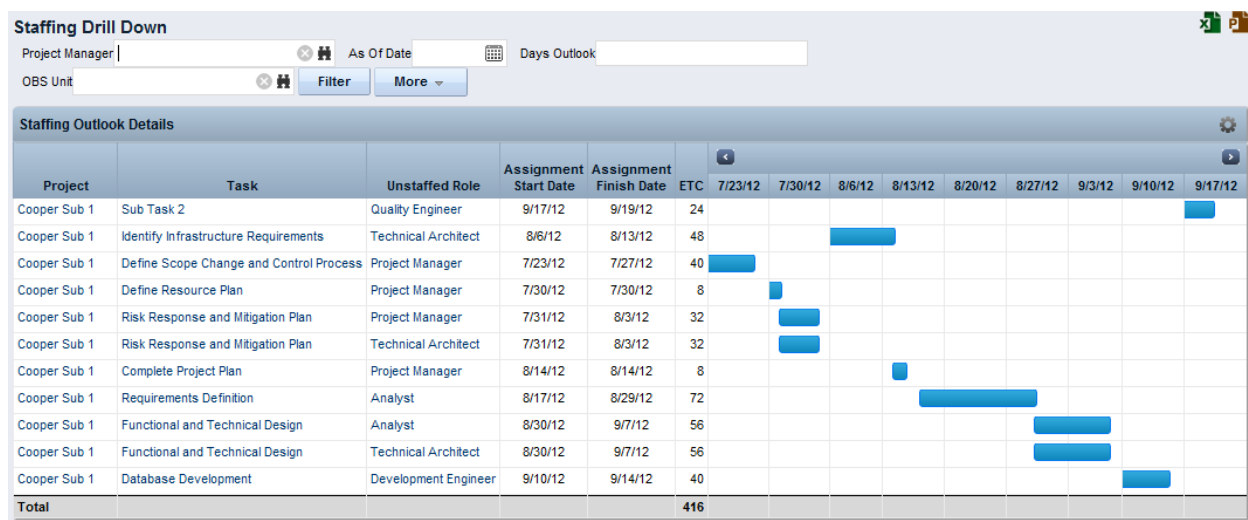 Staffing Drill Down
Project Manager As Of Date Days Outlook
OBS Unit Filter More
Staffing Outlook Details
Project Task Unstaffed Role Assignment Start Date Assignment Finish Date ETC 7/23/12 7/30/12 8/6/12 8/13/12 8/20/12 8/27/12 9/3/12 9/10/12 9/17/12
Cooper Sub 1 Sub Task 2 Quality Engineer 9/17/12 9/19/12 24
Cooper Sub 1 Identify Infrastructure Requirements Technical Architect 8/6/12 8/13/12 48
Cooper Sub 1 Define Scope Change and Control Process Project Manager 7/23/12 7/27/12 40
Cooper Sub 1 Define Resource Plan Project Manager 7/30/12 7/30/12 8
Cooper Sub 1 Risk Response and Mitigation Plan Project Manager 7/31/12 8/3/12 32
Cooper Sub 1 Risk Response and Mitigation Plan Technical Architect 7/31/12 8/3/12 32
Cooper Sub 1 Complete Project Plan Project Manager 8/14/12 8/14/12 8
Cooper Sub 1 Requirements Definition Analyst 8/17/12 8/29/12 72
Cooper Sub 1 Functional and Technical Design Analyst 8/30/12 9/7/12 56
Cooper Sub 1 Functional and Technical Design Technical Architect 8/30/12 9/7/12 56
Cooper Sub 1 Database Development Development Engineer 9/10/12 9/14/12 40
Total 416